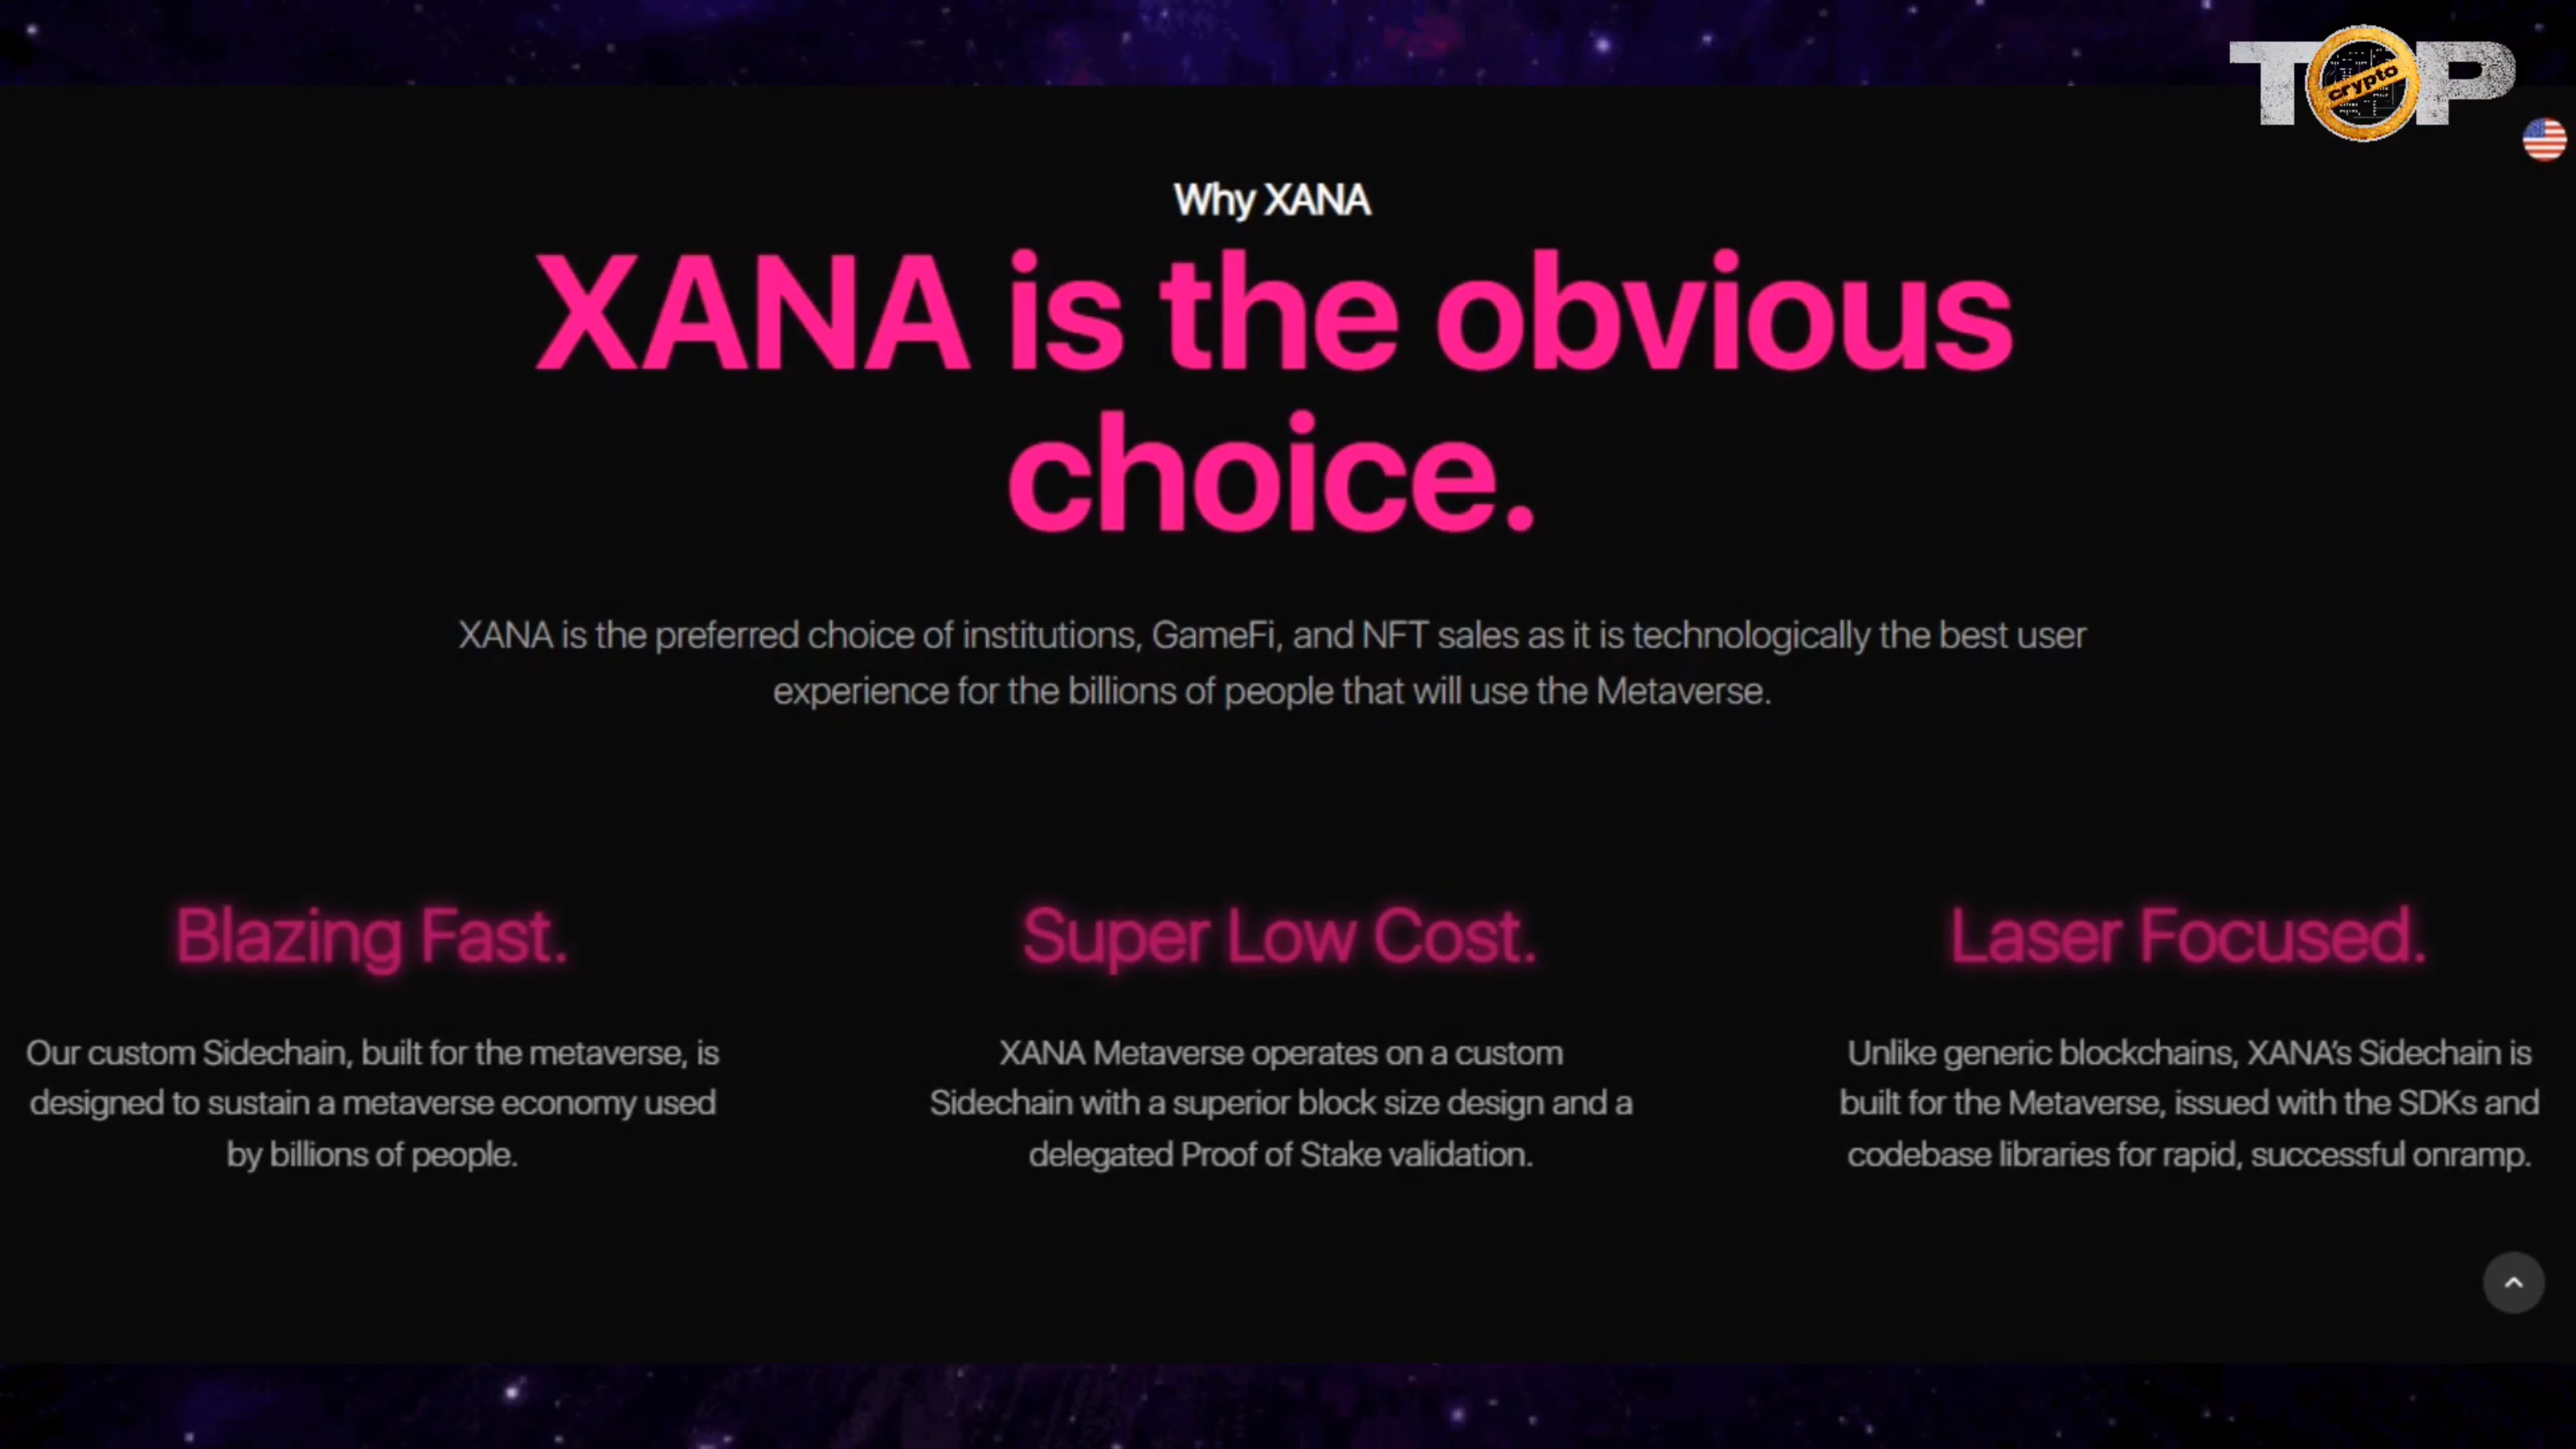 TOP
crypto
Why XANA
XANA is the obvious
choice.
XANA is the preferred choice of institutions, GameFi, and NFT sales as it is technologically the best user
experience for the billions of people that will use the Metaverse.
Blazing Fast.
Our custom Sidechain, built for the metaverse, is
designed to sustain a metaverse economy used
by billions of people.
Super Low Cost.
XANA Metaverse operates on a custom
Sidechain with a superior block size design and a
delegated Proof of Stake validation.
Laser Focused.
Unlike generic blockchains, XANA’s Sidechain is
built for the Metaverse, issued with the SDKs and
codebase libraries for rapid, successful onramp.